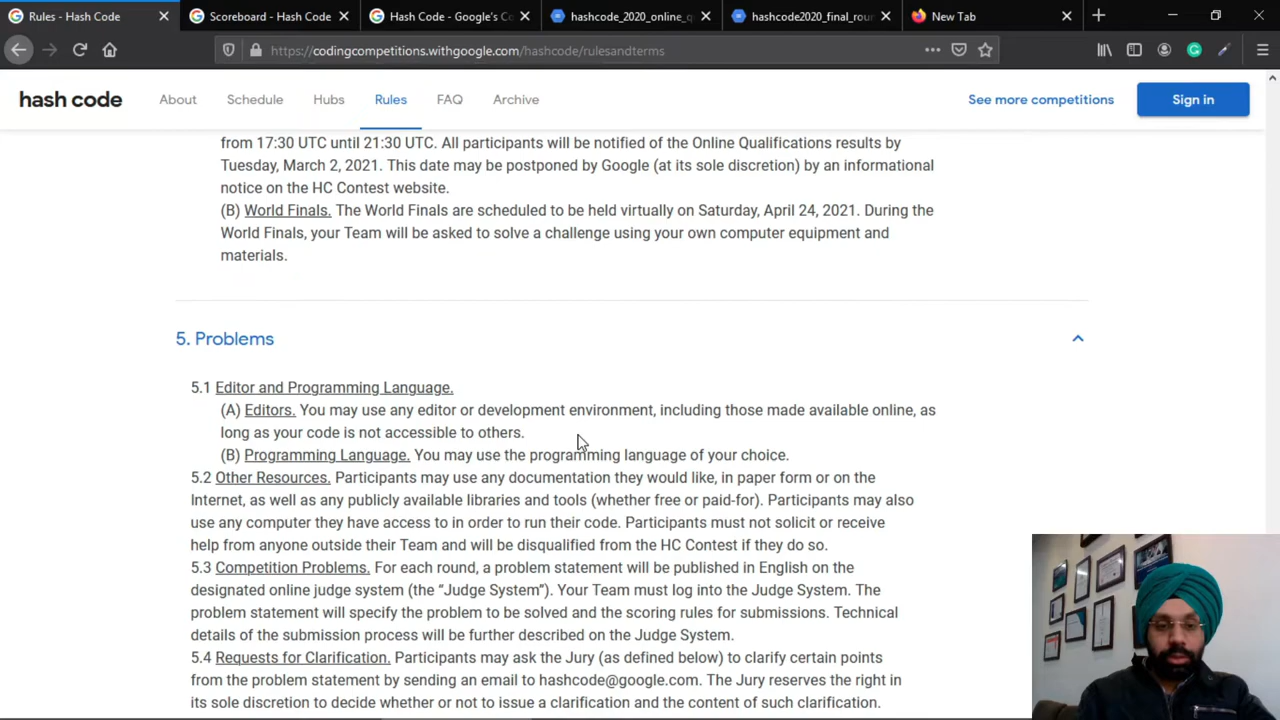 Rules - Hash Code
Scoreboard - Hash Code
Hash Code - Google's Co
hashcode_2020_online_q
hashcode2020_final_roun
New Tab
https://codingcompetitions.withgoogle.com/hashcode/rulesandterms
hash code
About
Schedule
Hubs
Rules
FAQ
Archive
See more competitions
Sign in
from 17:30 UTC until 21:30 UTC. All participants will be notified of the Online Qualifications results by
Tuesday, March 2, 2021. This date may be postponed by Google (at its sole discretion) by an informational
notice on the HC Contest website.
(B) World Finals. The World Finals are scheduled to be held virtually on Saturday, April 24, 2021. During the
World Finals, your Team will be asked to solve a challenge using your own computer equipment and
materials.
5. Problems
5.1 Editor and Programming Language.
(A) Editors. You may use any editor or development environment, including those made available online, as
long as your code is not accessible to others.
(B) Programming Language. You may use the programming language of your choice.
5.2 Other Resources. Participants may use any documentation they would like, in paper form or on the
Internet, as well as any publicly available libraries and tools (whether free or paid-for). Participants may also
use any computer they have access to in order to run their code. Participants must not solicit or receive
help from anyone outside their Team and will be disqualified from the HC Contest if they do so.
5.3 Competition Problems. For each round, a problem statement will be published in English on the
designated online judge system (the “Judge System”). Your Team must log into the Judge System. The
problem statement will specify the problem to be solved and the scoring rules for submissions. Technical
details of the submission process will be further described on the Judge System.
5.4 Requests for Clarification. Participants may ask the Jury (as defined below) to clarify certain points
from the problem statement by sending an email to hashcode@google.com. The Jury reserves the right in
its sole discretion to decide whether or not to issue a clarification and the content of such clarification.